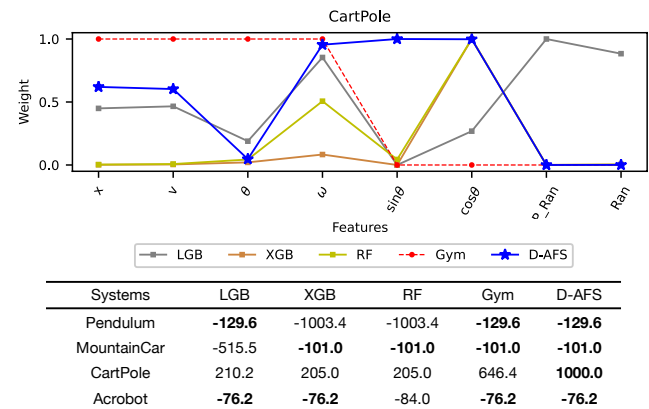 CartPole
1.0
0.5
0.0
Weight
x v θ ω sinθ cosθ P_Ran Ran
Features
LGB XGB RF Gym D-AFS
Systems LGB XGB RF Gym D-AFS
Pendulum -129.6 -1003.4 -1003.4 -129.6 -129.6
MountainCar -515.5 -101.0 -101.0 -101.0 -101.0
CartPole 210.2 205.0 205.0 646.4 1000.0
Acrobot -76.2 -76.2 -84.0 -76.2 -76.2